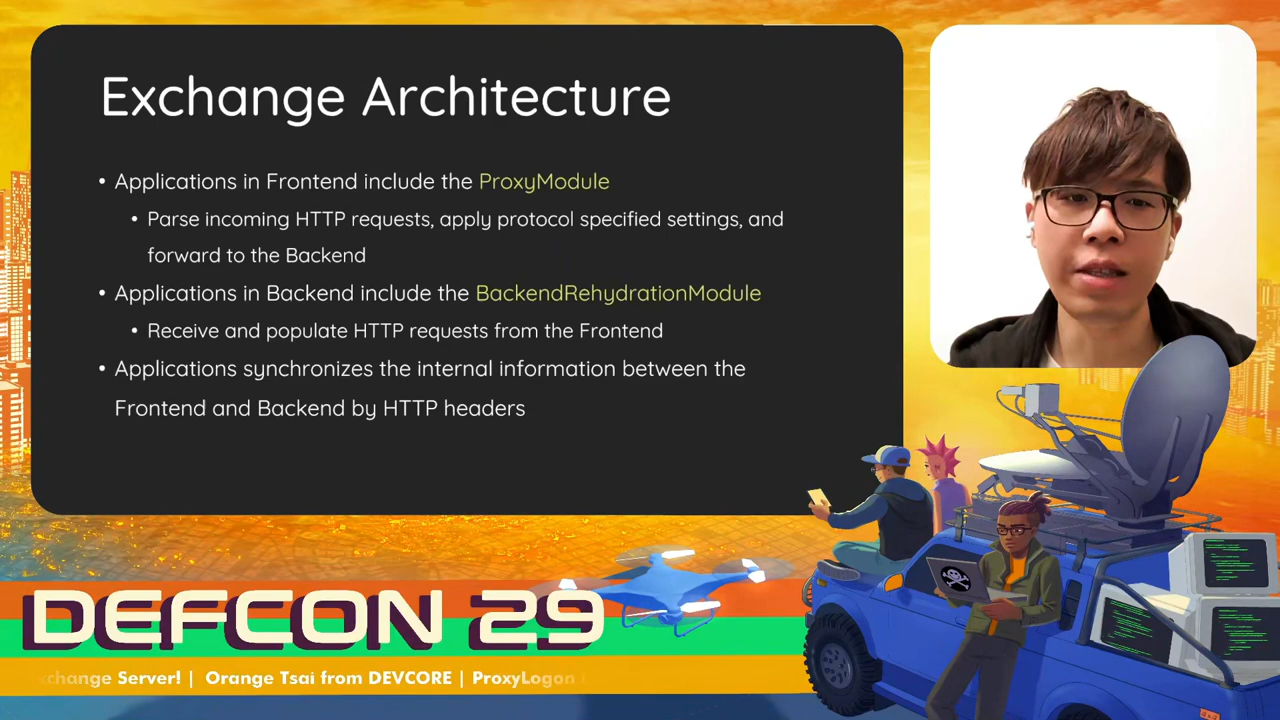 Exchange Architecture
• Applications in Frontend include the ProxyModule
• Parse incoming HTTP requests, apply protocol specified settings, and
forward to the Backend
• Applications in Backend include the BackendRehydrationModule
• Receive and populate HTTP requests from the Frontend
• Applications synchronizes the internal information between the
Frontend and Backend by HTTP headers
DEFCON 29
change Server! | Orange Tsai from DEVCORE | ProxyLogon